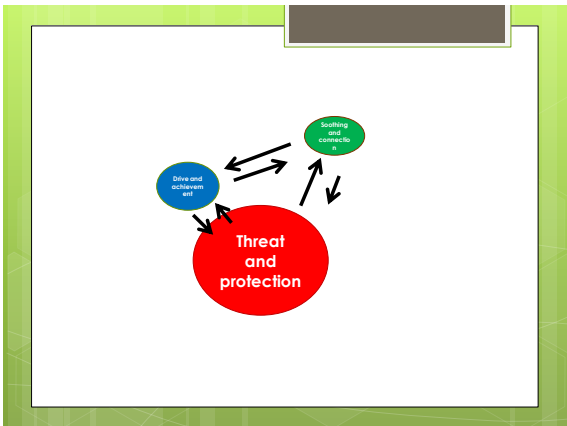 Soothing
and
connectio
n
Drive and
achievem
ent
Threat
and
protection